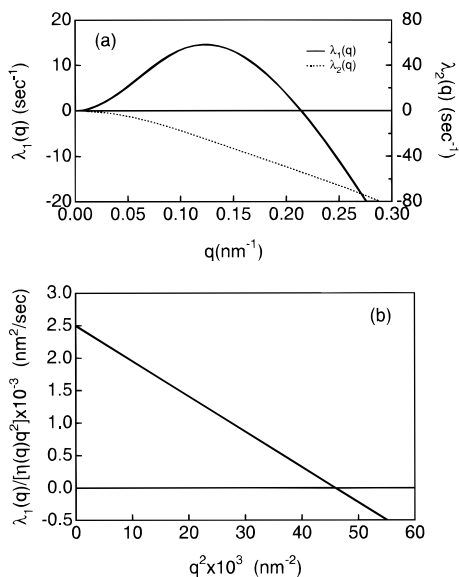 (a)
λ₁(q)
λ₂(q)
20
10
0
-10
-20
80
40
0
-40
-80
λ₁(q) (sec⁻¹)
λ₂(q) (sec⁻¹)
0.00 0.05 0.10 0.15 0.20 0.25 0.30
q(nm⁻¹)
(b)
3.0
2.5
2.0
1.5
1.0
0.5
0.0
-0.5
λ₁(q)/[η(q)q²]x10⁻³ (nm²/sec)
0 10 20 30 40 50 60
q²x10³ (nm⁻²)